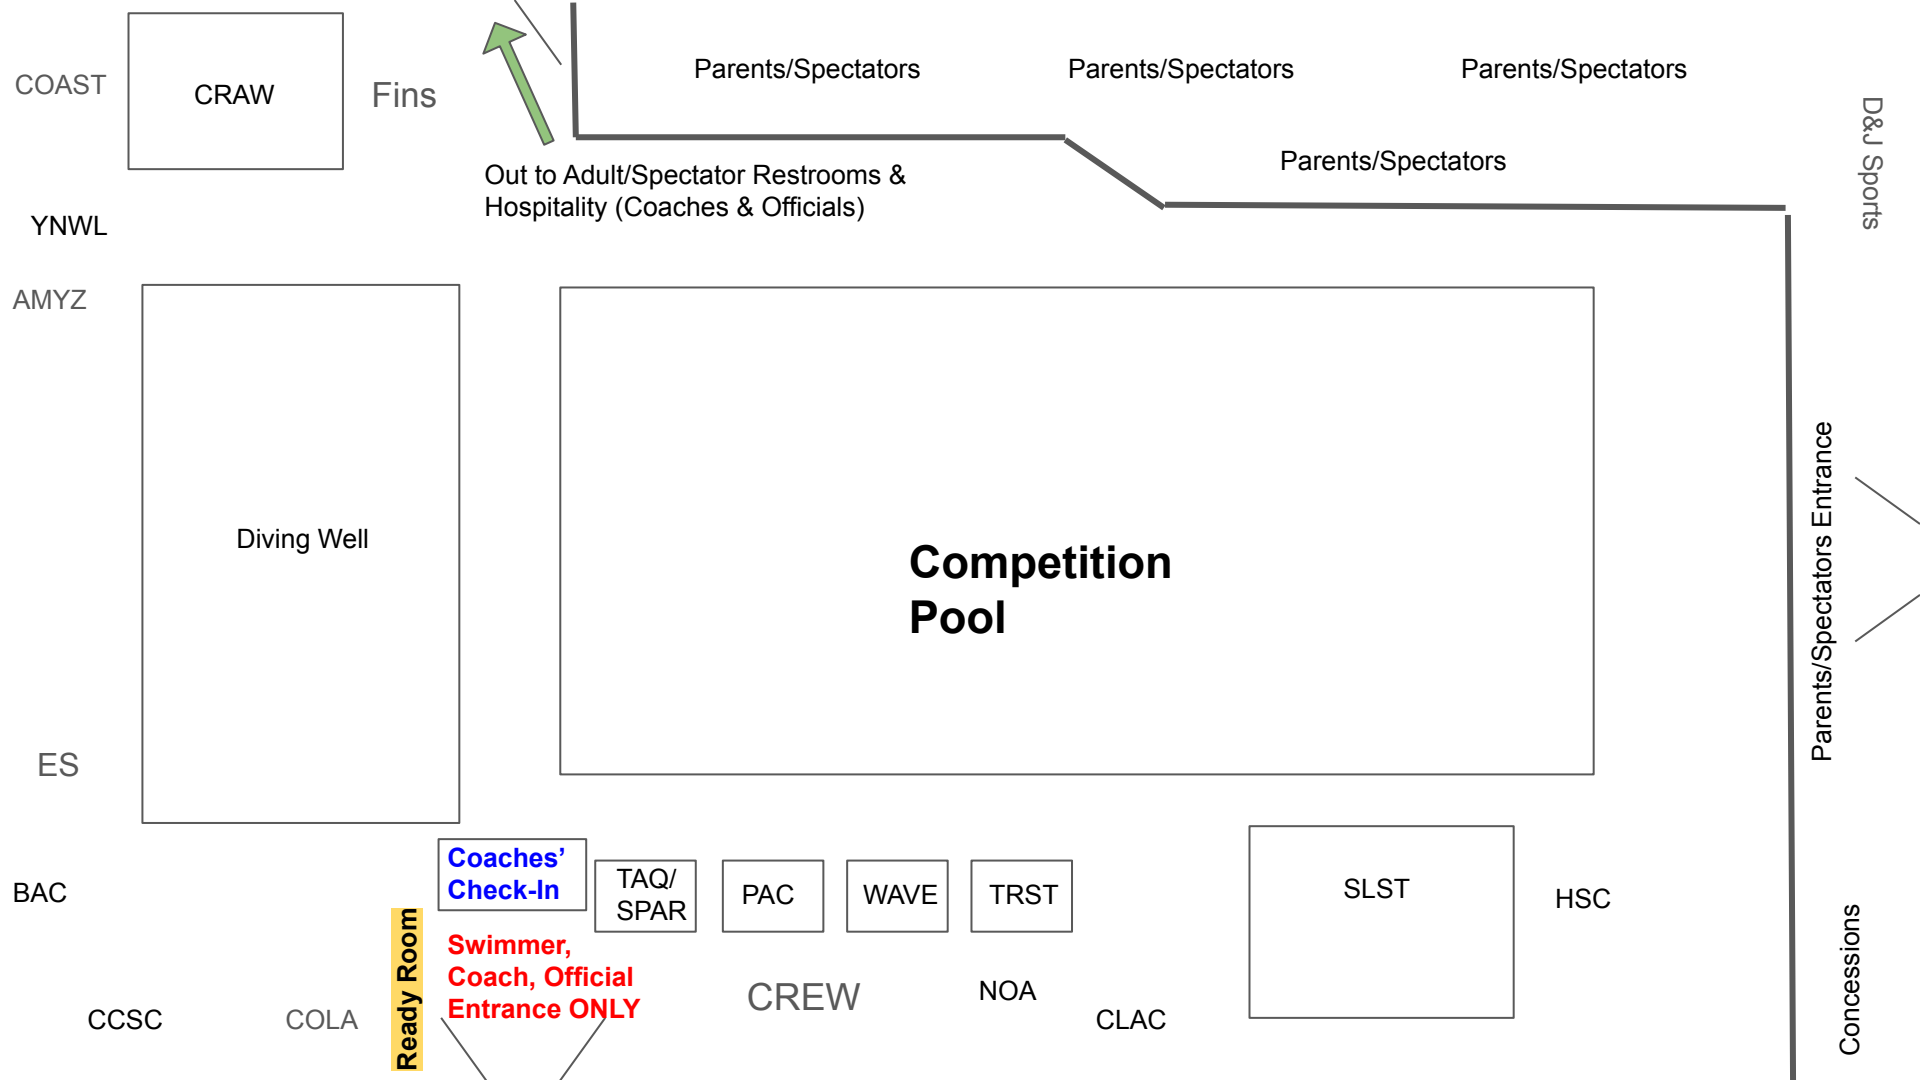 COAST
CRAW
Fins
Parents/Spectators
Parents/Spectators
Parents/Spectators
D&J Sports
Parents/Spectators
Out to Adult/Spectator Restrooms &
Hospitality (Coaches & Officials)
YNWL
AMYZ
Diving Well
Competition
Pool
Parents/Spectators Entrance
ES
Coaches’
Check-In
TAQ/
SPAR
PAC
WAVE
TRST
SLST
HSC
BAC
Ready Room
Swimmer,
Coach, Official
Entrance ONLY
CREW
NOA
CLAC
CCSC
COLA
Concessions